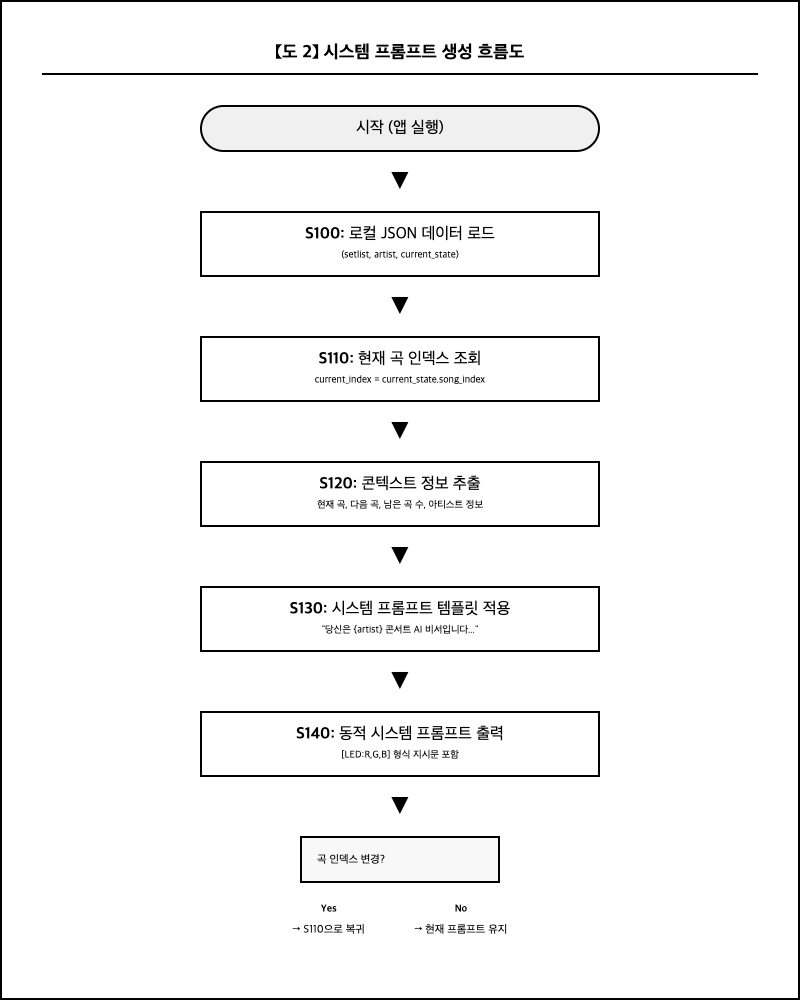 【도 2】 시스템 프롬프트 생성 흐름도
시작 (앱 실행)
S100: 로컬 JSON 데이터 로드
(setlist, artist, current_state)
S110: 현재 곡 인덱스 조회
current_index = current_state.song_index
S120: 콘텍스트 정보 추출
현재 곡, 다음 곡, 남은 곡 수, 아티스트 정보
S130: 시스템 프롬프트 템플릿 적용
"당신은 {artist} 콘서트 AI 비서입니다..."
S140: 동적 시스템 프롬프트 출력
[LED:R,G,B] 형식 지시문 포함
곡 인덱스 변경?
Yes No
→ S110으로 복귀 → 현재 프롬프트 유지